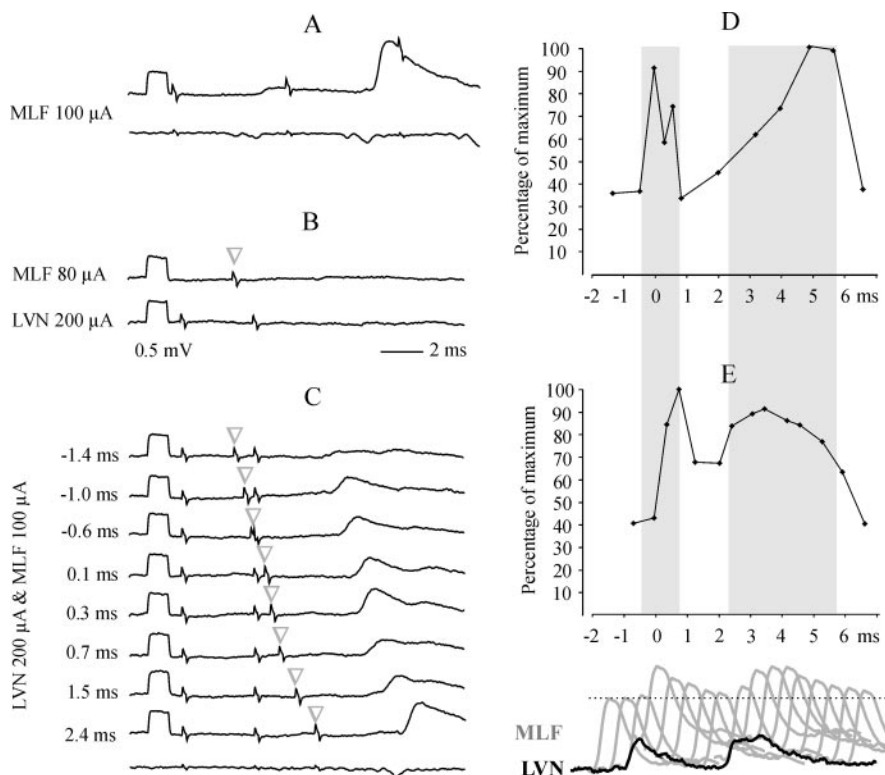 A
MLF 100 µA
B
MLF 80 µA
LVN 200 µA
0.5 mV
2 ms
C
LVN 200 µA & MLF 100 µA
-1.4 ms
-1.0 ms
-0.6 ms
0.1 ms
0.3 ms
0.7 ms
1.5 ms
2.4 ms
D
Percentage of maximum
100
90
80
70
60
50
40
30
20
10
-2 -1 0 1 2 3 4 5 6 ms
E
Percentage of maximum
100
90
80
70
60
50
40
30
20
10
-2 -1 0 1 2 3 4 5 6 ms
MLF
LVN